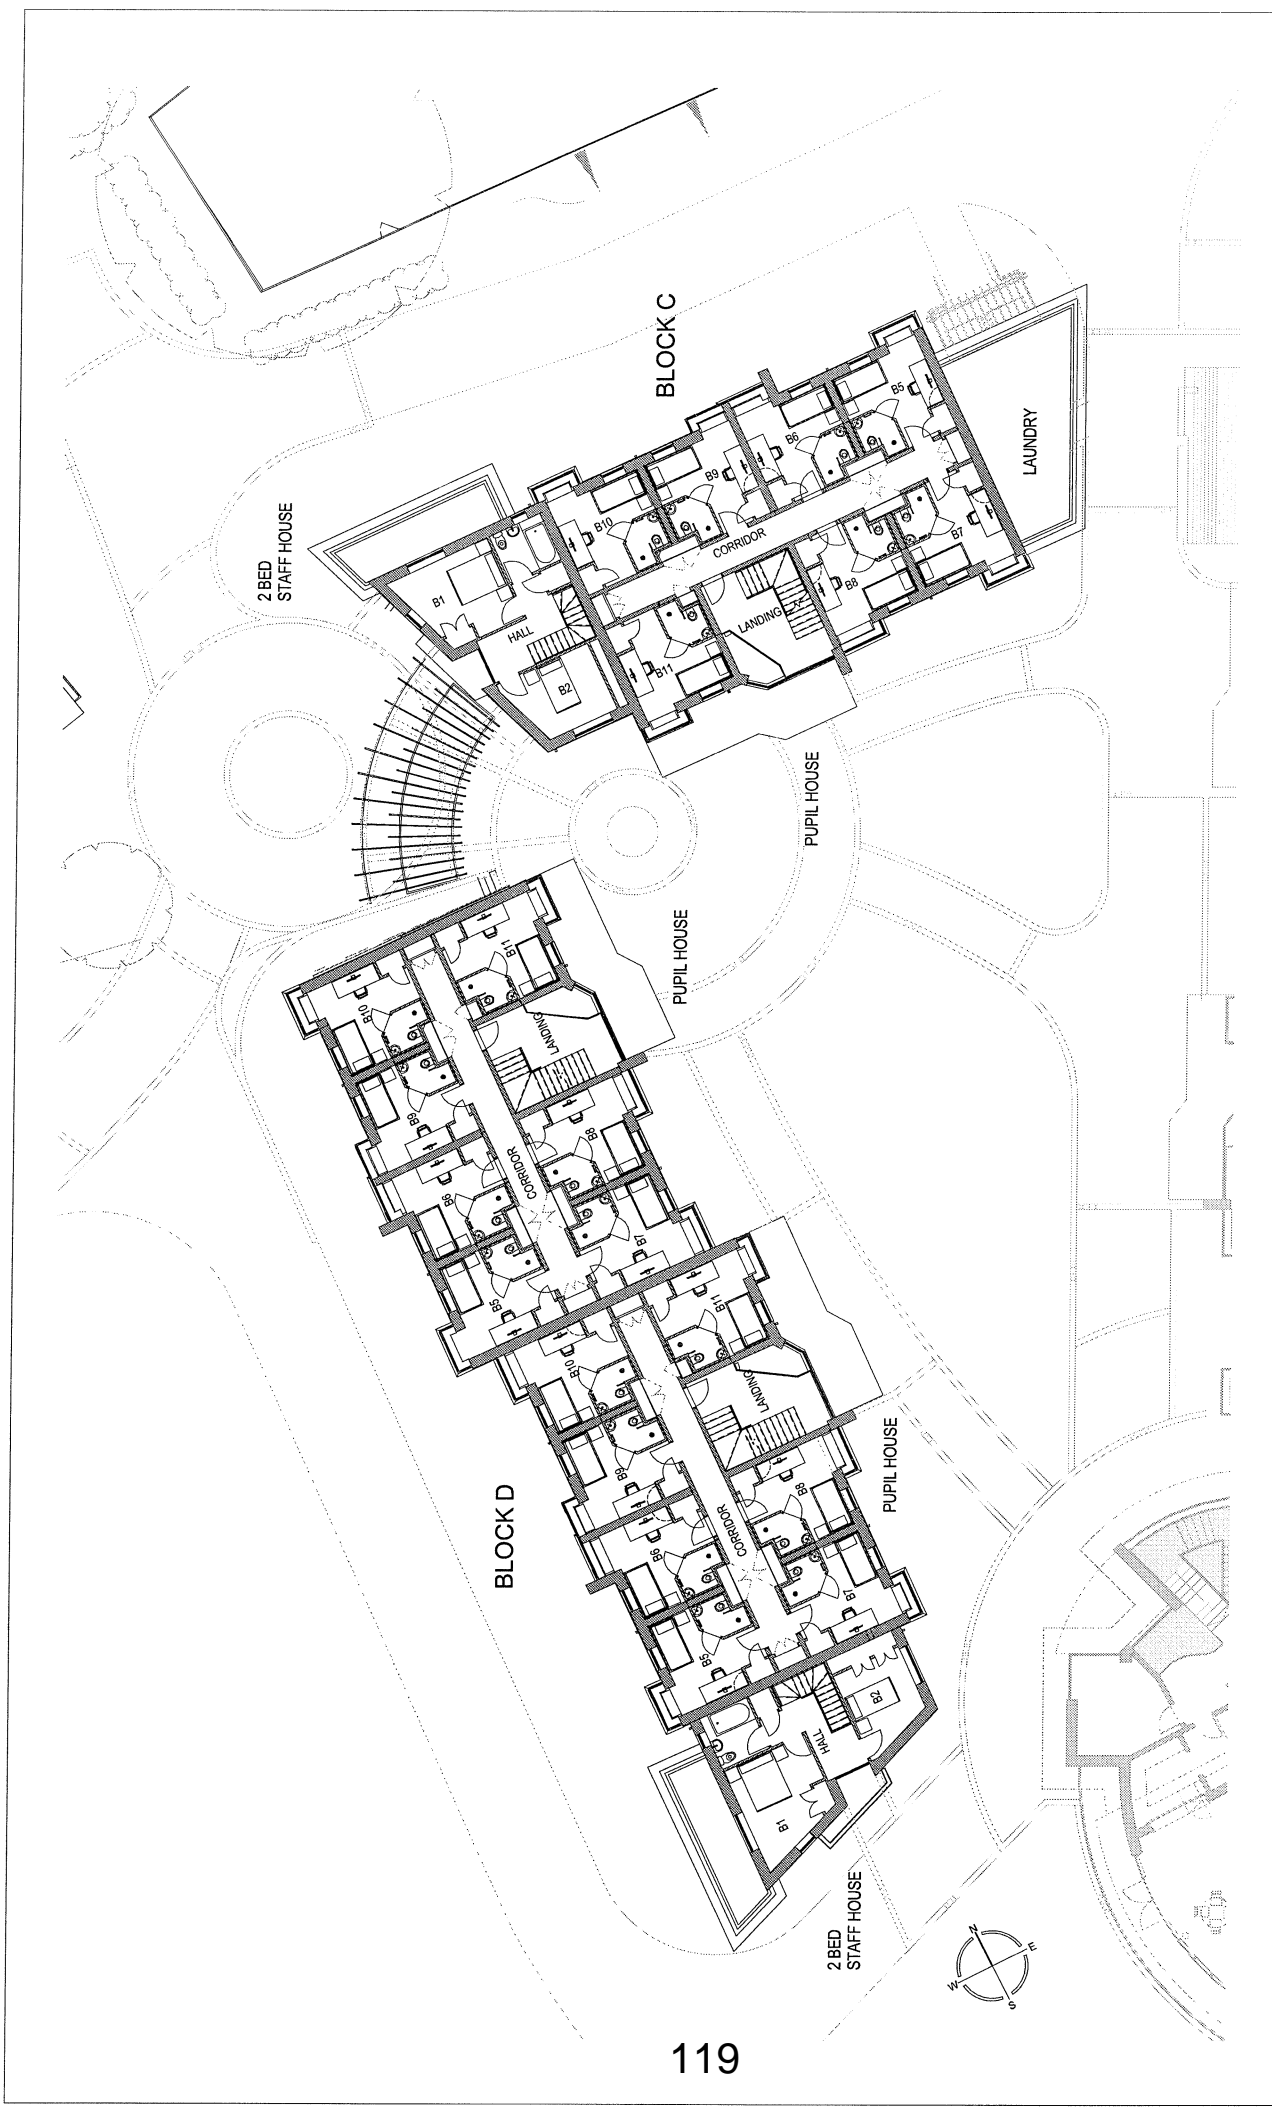 BLOCK C
2 BED
STAFF HOUSE
B1
HALL
B2
B10
B9
B6
B5
B11
CORRIDOR
LANDING
B8
B7
LAUNDRY
PUPIL HOUSE
PUPIL HOUSE
B10
B11
B9
LANDING
B6
CORRIDOR
B8
B5
B7
B10
B11
B9
LANDING
BLOCK D
B6
CORRIDOR
B8
PUPIL HOUSE
B5
B7
B1
HALL
B2
2 BED
STAFF HOUSE
N
E
S
W
119